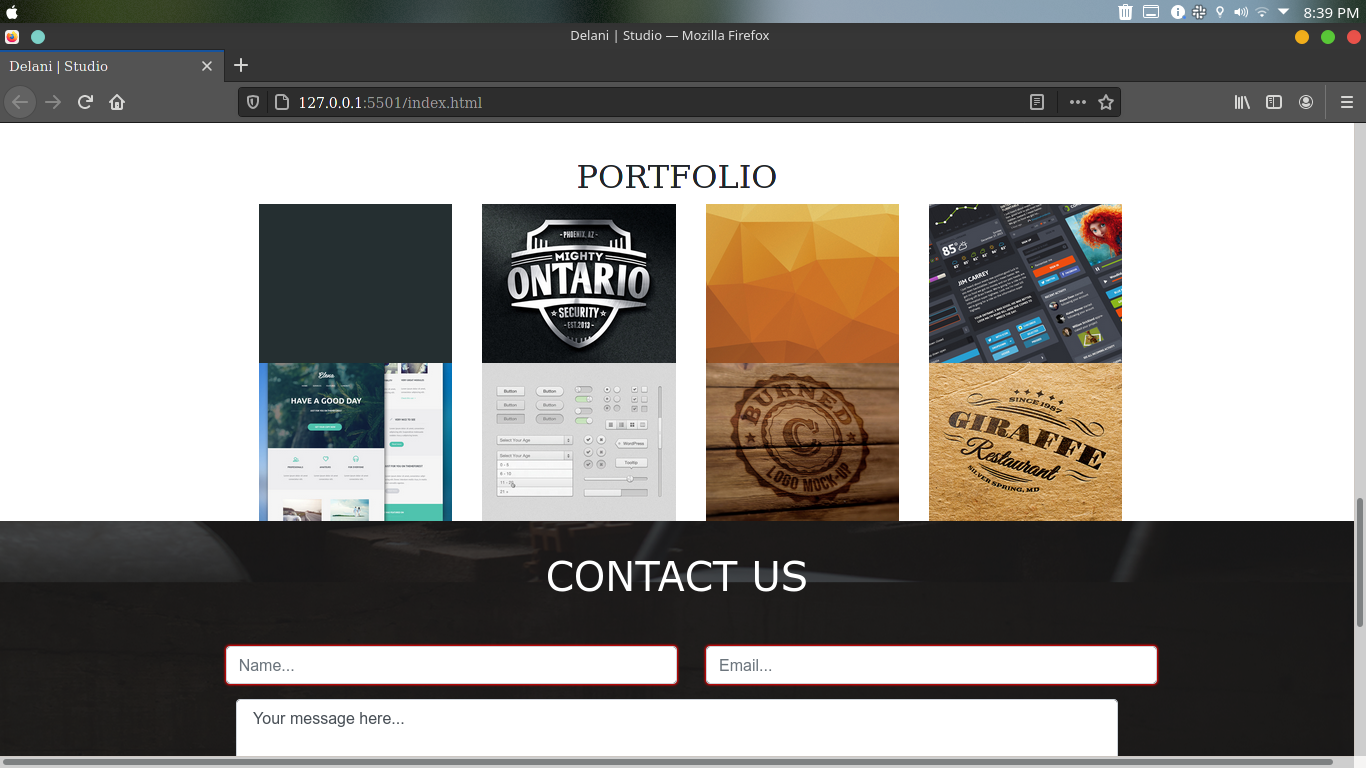 8:39 PM
Delani | Studio — Mozilla Firefox
Delani | Studio
127.0.0.1:5501/index.html
PORTFOLIO
- PHOENIX, AZ -
MIGHTY
ONTARIO
SECURITY
- EST.2013 -
85°
JIM CARREY
Elena
HAVE A GOOD DAY
Button Button
Button Button
Button Button
Select Your Age
WordPress
Select Your Age
Tooltip
0 - 5
6 - 10
11 - 20
21 +
BURNED
C
LOGO MOCK-UP
SINCE 1987
GIRAFFE
Restaurant
SILVER SPRING, MD
CONTACT US
Name...
Email...
Your message here...